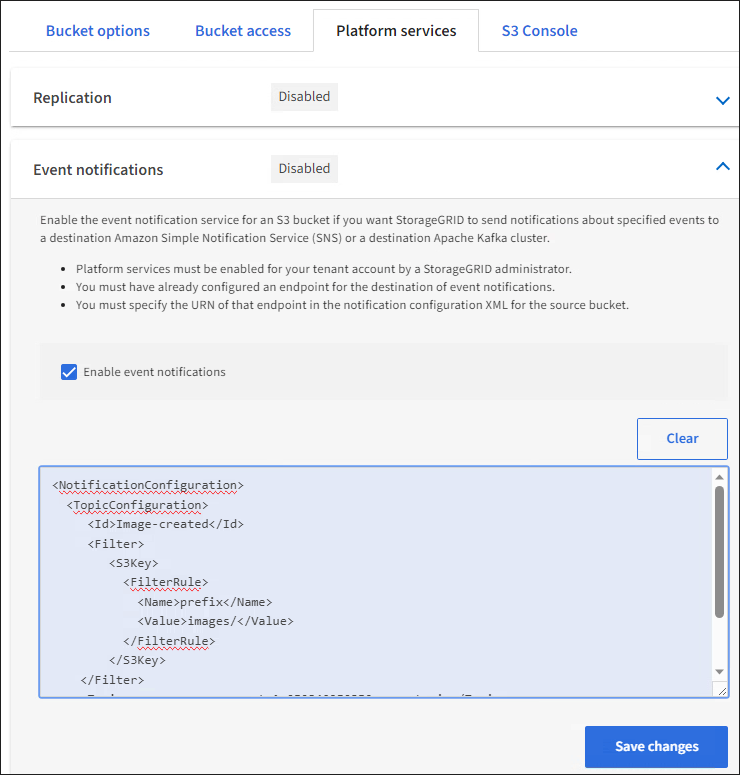 Bucket options Bucket access Platform services S3 Console
Replication Disabled
Event notifications Disabled
Enable the event notification service for an S3 bucket if you want StorageGRID to send notifications about specified events to
a destination Amazon Simple Notification Service (SNS) or a destination Apache Kafka cluster.
• Platform services must be enabled for your tenant account by a StorageGRID administrator.
• You must have already configured an endpoint for the destination of event notifications.
• You must specify the URN of that endpoint in the notification configuration XML for the source bucket.
Enable event notifications
Clear
<NotificationConfiguration>
<TopicConfiguration>
<Id>Image-created</Id>
<Filter>
<S3Key>
<FilterRule>
<Name>prefix</Name>
<Value>images/</Value>
</FilterRule>
</S3Key>
</Filter>
Save changes